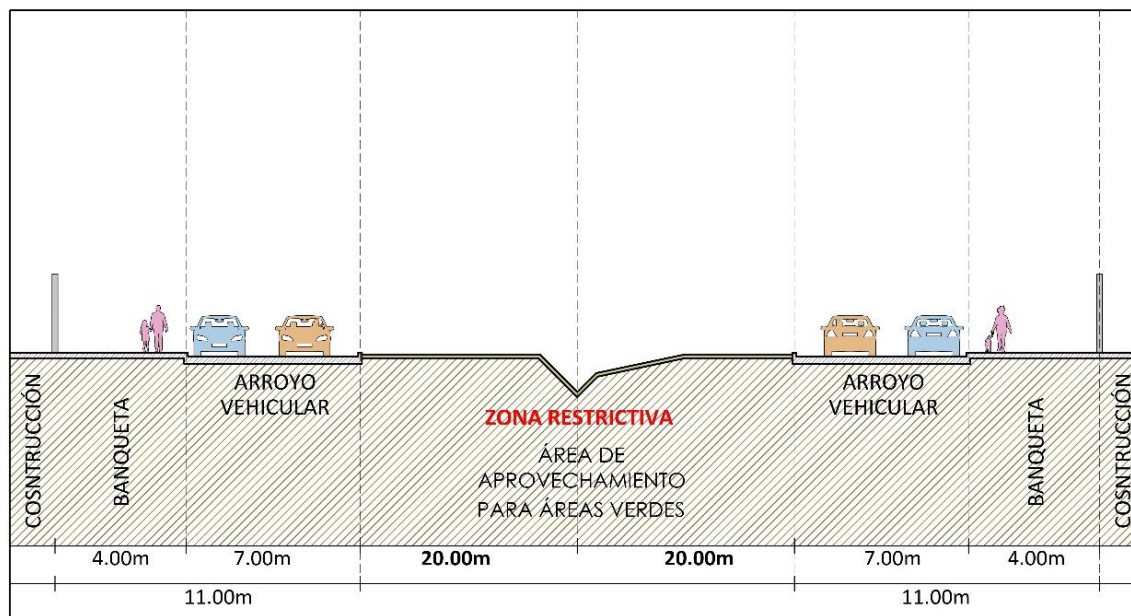 COSNTRUCCIÓN
BANQUETA
ARROYO
VEHICULAR
ZONA RESTRICTIVA
ÁREA DE
APROVECHAMIENTO
PARA ÁREAS VERDES
ARROYO
VEHICULAR
BANQUETA
COSNTRUCCIÓN
4.00m 7.00m 20.00m 20.00m 7.00m 4.00m
11.00m 11.00m